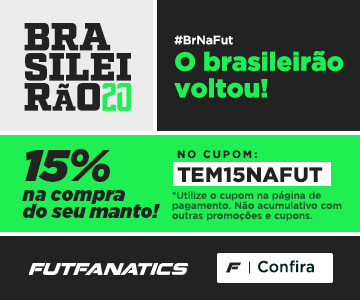 BRA
SILEI
RÃO20
#BrNaFut
O brasileirão
voltou!
15%
na compra
do seu manto!
NO CUPOM:
TEM15NAFUT
*Utilize o cupom na página de
pagamento. Não acumulativo com
outras promoções e cupons.
FUTFANATICS
F | Confira